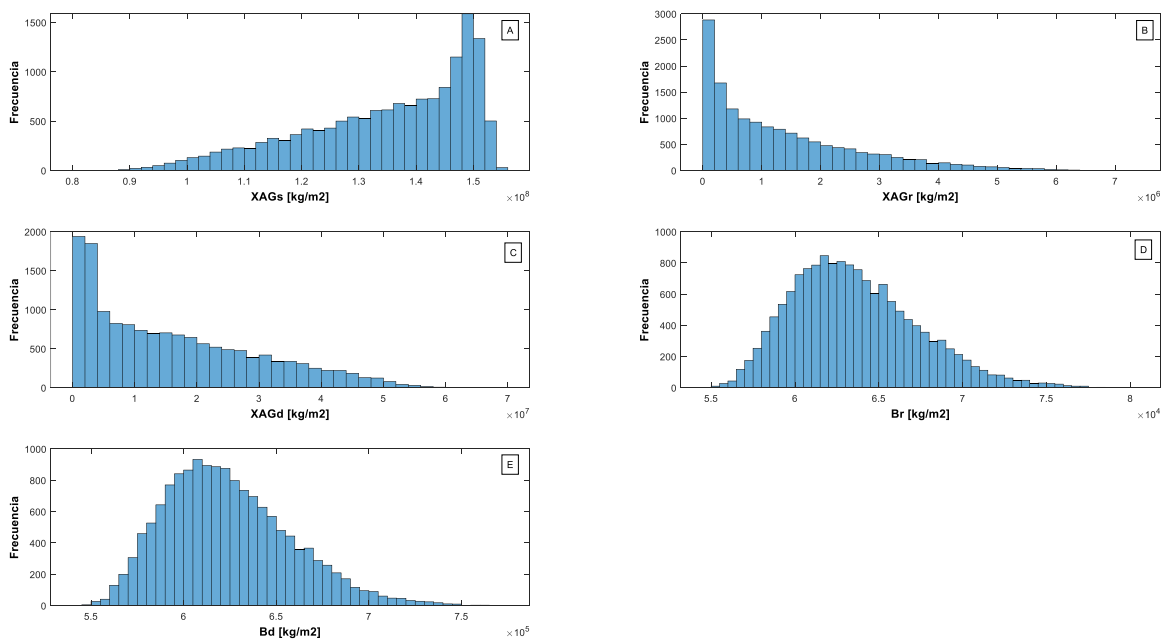 A
Frecuencia
1500
1000
500
0
0.8 0.9 1 1.1 1.2 1.3 1.4 1.5
XAGs [kg/m2]
×10^8
B
Frecuencia
3000
2500
2000
1500
1000
500
0
0 1 2 3 4 5 6 7
XAGr [kg/m2]
×10^6
C
Frecuencia
2000
1500
1000
500
0
0 1 2 3 4 5 6 7
XAGd [kg/m2]
×10^7
D
Frecuencia
1000
800
600
400
200
0
5.5 6 6.5 7 7.5 8
Br [kg/m2]
×10^4
E
Frecuencia
1000
800
600
400
200
0
5.5 6 6.5 7 7.5
Bd [kg/m2]
×10^5